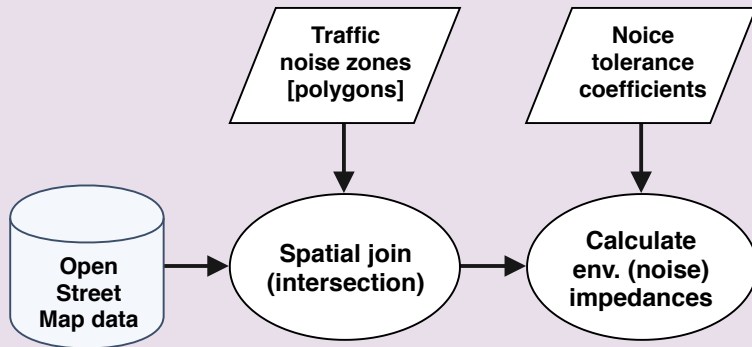 Traffic
noise zones
[polygons]
Noice
tolerance
coefficients
Open
Street
Map data
Spatial join
(intersection)
Calculate
env. (noise)
impedances